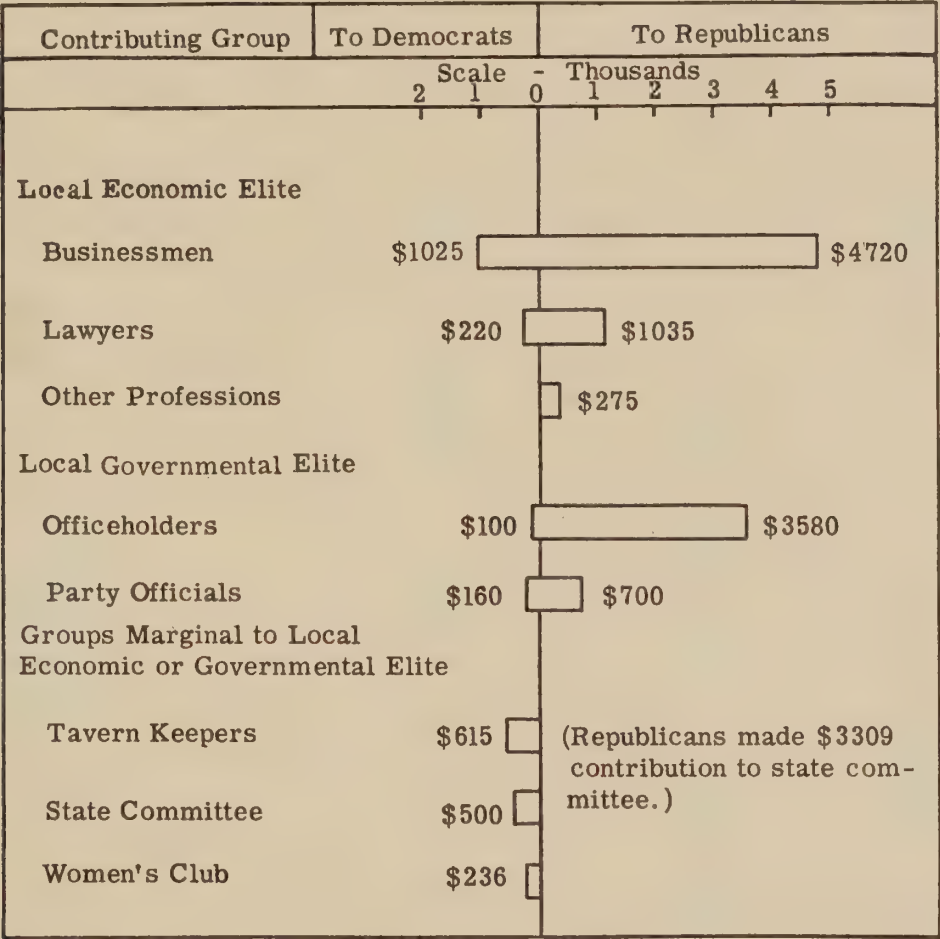 Contributing Group To Democrats To Republicans
Scale - Thousands
2 1 0 1 2 3 4 5
Local Economic Elite
Businessmen $1025 $4720
Lawyers $220 $1035
Other Professions $275
Local Governmental Elite
Officeholders $100 $3580
Party Officials $160 $700
Groups Marginal to Local
Economic or Governmental Elite
Tavern Keepers $615 (Republicans made $3309
contribution to state com-
mittee.)
State Committee $500
Women's Club $236